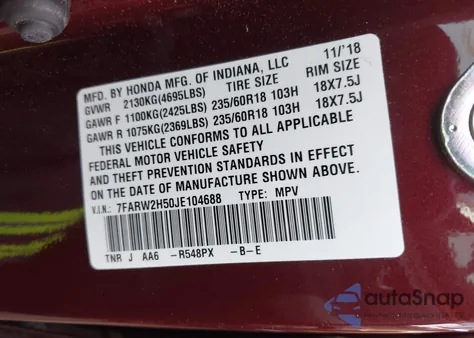 MFD. BY HONDA MFG. OF INDIANA, LLC 11/'18
GVWR 2130KG(4695LBS) TIRE SIZE RIM SIZE
GAWR F 1100KG(2425LBS) 235/60R18 103H 18X7.5J
GAWR R 1075KG(2369LBS) 235/60R18 103H 18X7.5J
THIS VEHICLE CONFORMS TO ALL APPLICABLE
FEDERAL MOTOR VEHICLE SAFETY
AND THEFT PREVENTION STANDARDS IN EFFECT
ON THE DATE OF MANUFACTURE SHOWN ABOVE.
V.I.N.: 7FARW2H50JE104688 TYPE: MPV
TNR J AA6 -R548PX -B-E
autoSnap